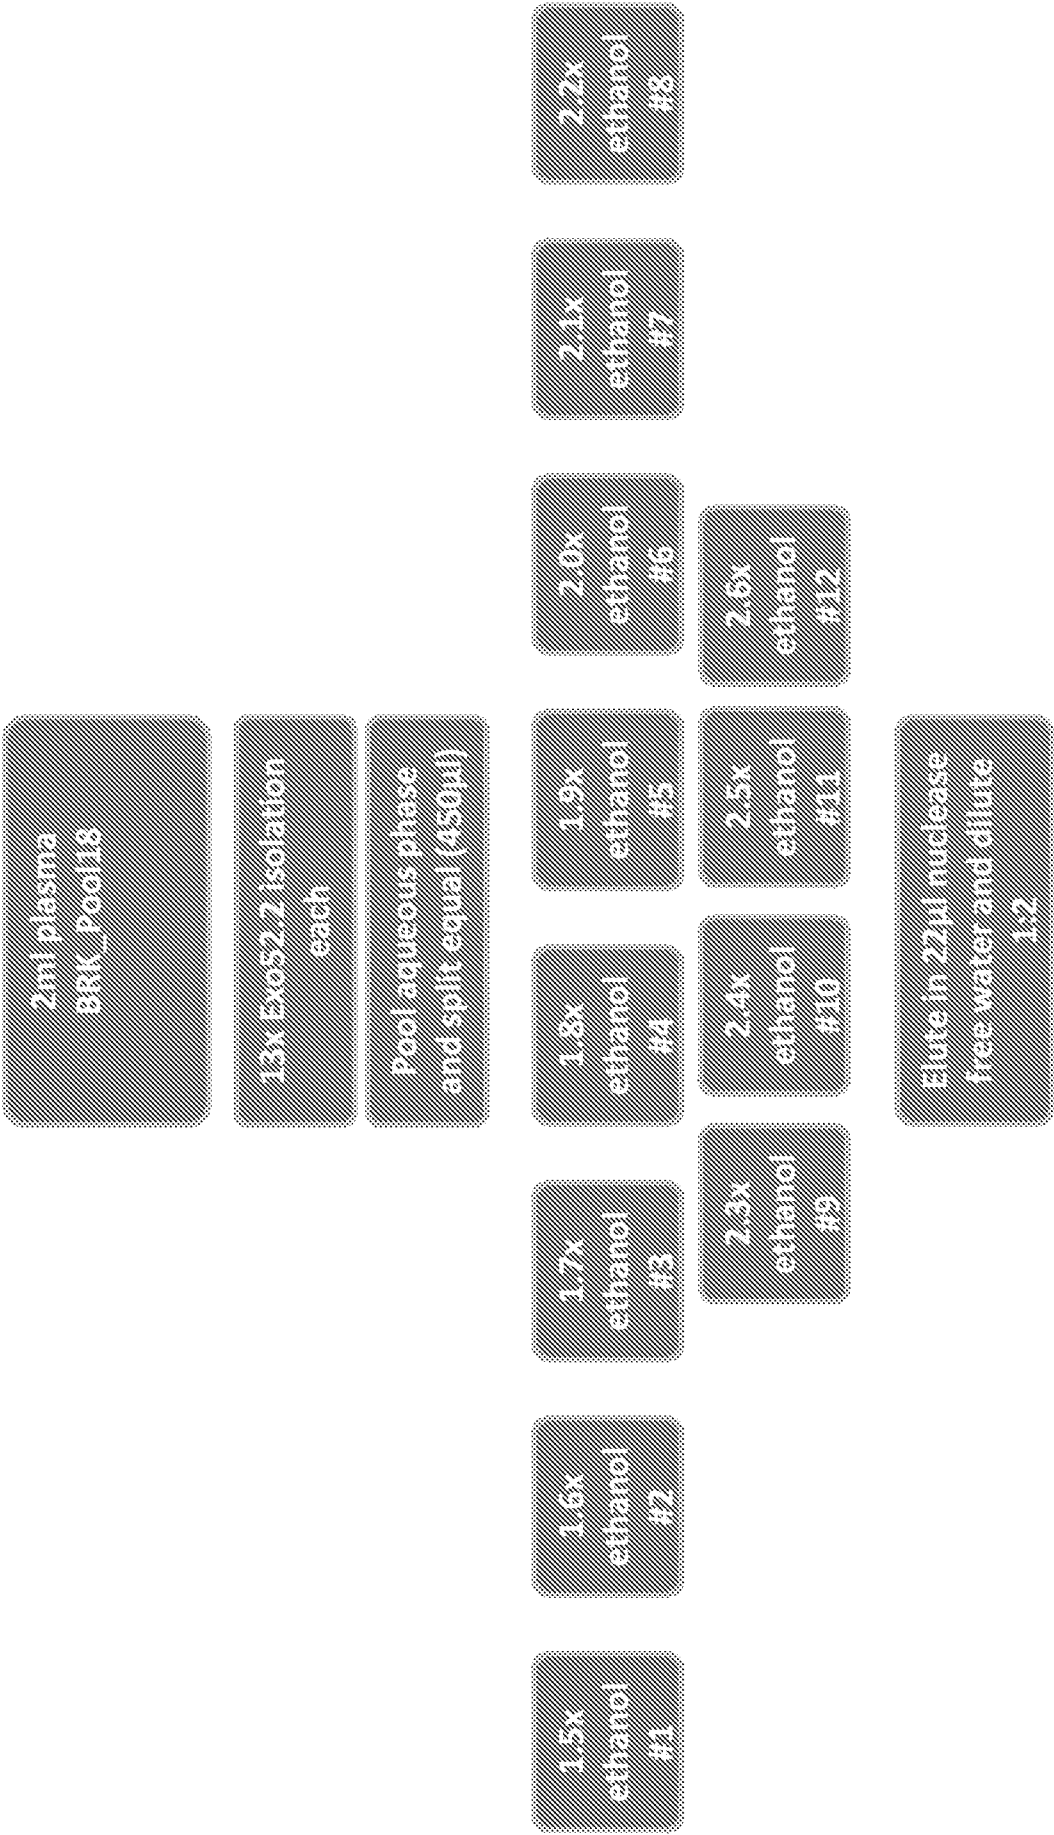 2ml plasma
BRK_Pool18
13x ExoS2.2 isolation
each
Pool aqueous phase
and split equal (450µl)
1.5x
ethanol
#1
1.6x
ethanol
#2
1.7x
ethanol
#3
1.8x
ethanol
#4
1.9x
ethanol
#5
2.0x
ethanol
#6
2.1x
ethanol
#7
2.2x
ethanol
#8
2.3x
ethanol
#9
2.4x
ethanol
#10
2.5x
ethanol
#11
2.6x
ethanol
#12
Elute in 22µl nuclease
free water and dilute
1:2